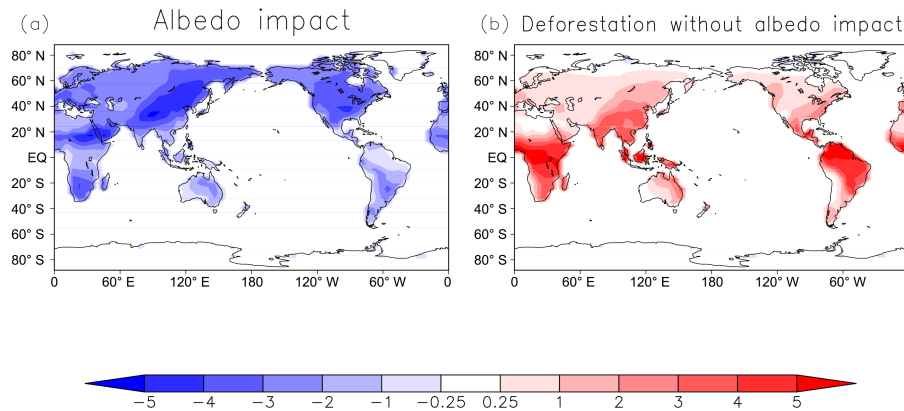 (a) Albedo impact
(b) Deforestation without albedo impact
80° N
60° N
40° N
20° N
EQ
20° S
40° S
60° S
80° S
0 60° E 120° E 180 120° W 60° W 0
80° N
60° N
40° N
20° N
EQ
20° S
40° S
60° S
80° S
0 60° E 120° E 180 120° W 60° W
-5 -4 -3 -2 -1 -0.25 0.25 1 2 3 4 5